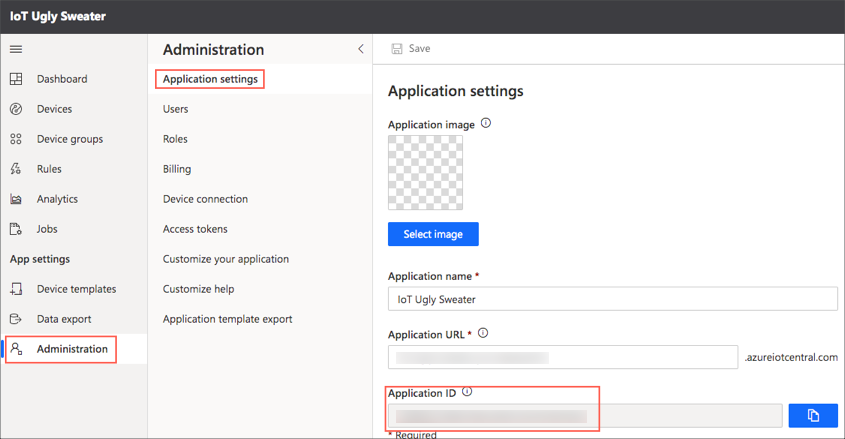 IoT Ugly Sweater
Dashboard
Devices
Device groups
Rules
Analytics
Jobs
App settings
Device templates
Data export
Administration
Administration
Application settings
Users
Roles
Billing
Device connection
Access tokens
Customize your application
Customize help
Application template export
Save
Application settings
Application image
Select image
Application name *
IoT Ugly Sweater
Application URL *
.azureiotcentral.com
Application ID
* Required